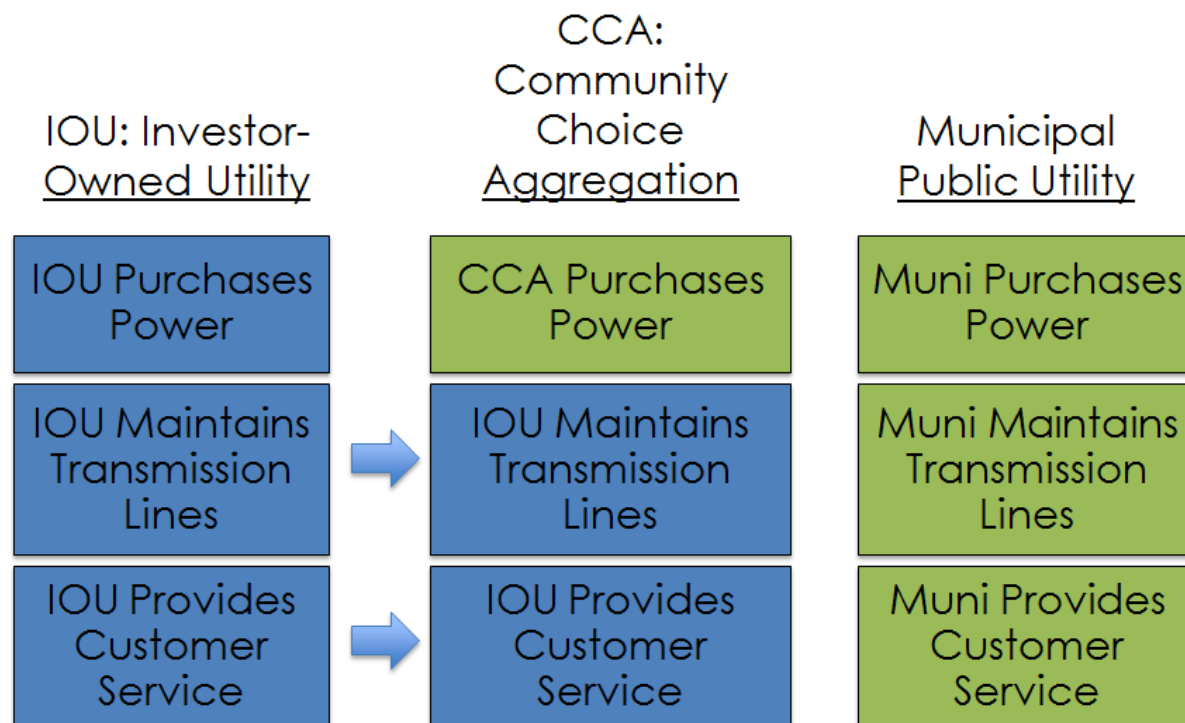 IOU: Investor-
Owned Utility
CCA:
Community
Choice
Aggregation
Municipal
Public Utility
IOU Purchases
Power
CCA Purchases
Power
Muni Purchases
Power
IOU Maintains
Transmission
Lines
IOU Maintains
Transmission
Lines
Muni Maintains
Transmission
Lines
IOU Provides
Customer
Service
IOU Provides
Customer
Service
Muni Provides
Customer
Service